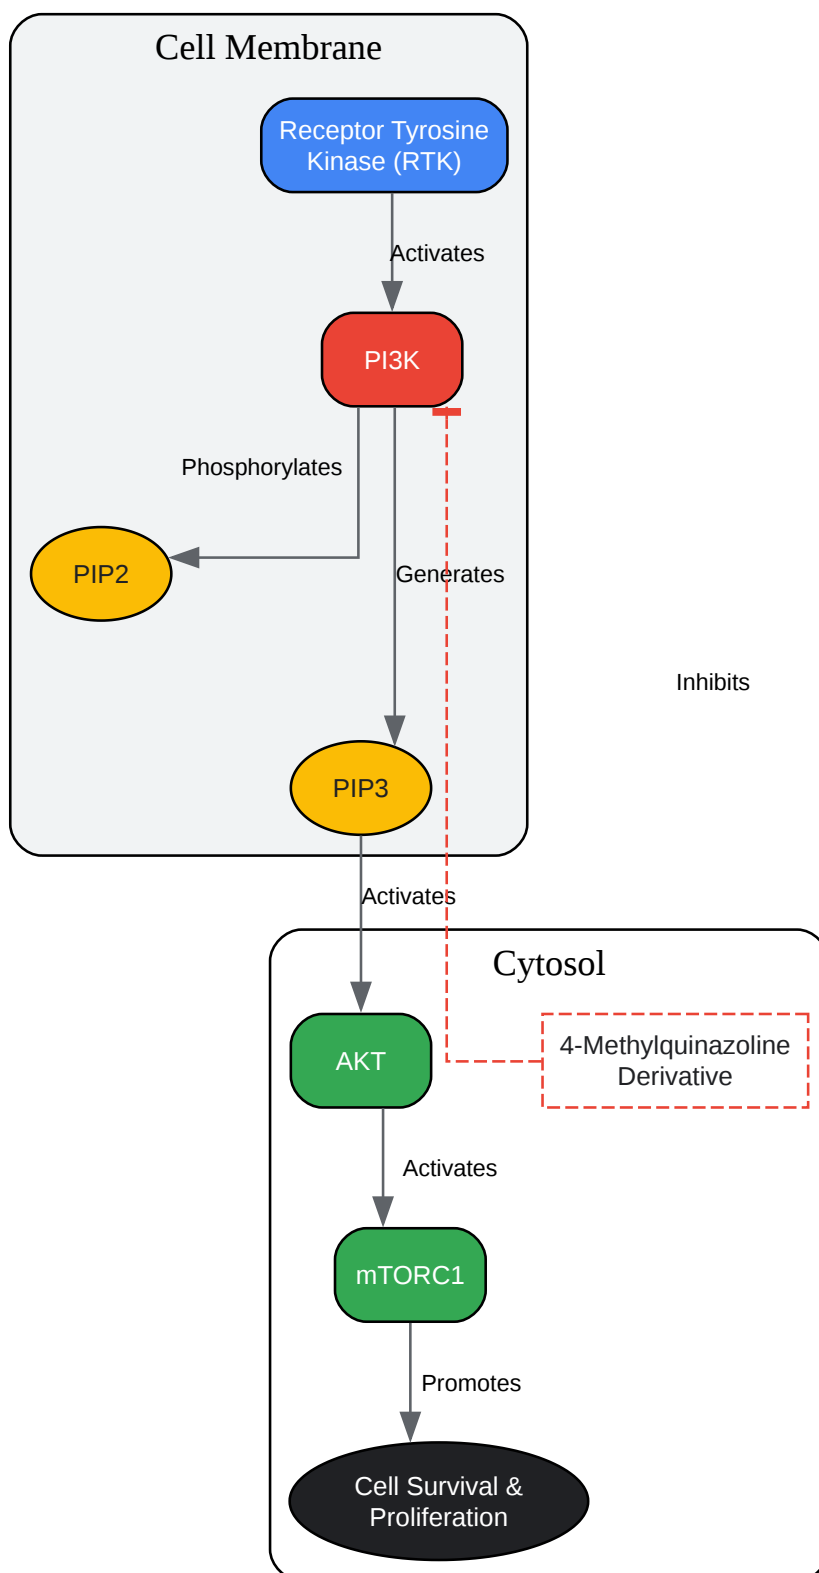 Cell Membrane
Receptor Tyrosine
Kinase (RTK)
Activates
PI3K
Phosphorylates
PIP2
Generates
Inhibits
PIP3
Activates
Cytosol
AKT
4-Methylquinazoline
Derivative
Activates
mTORC1
Promotes
Cell Survival &
Proliferation